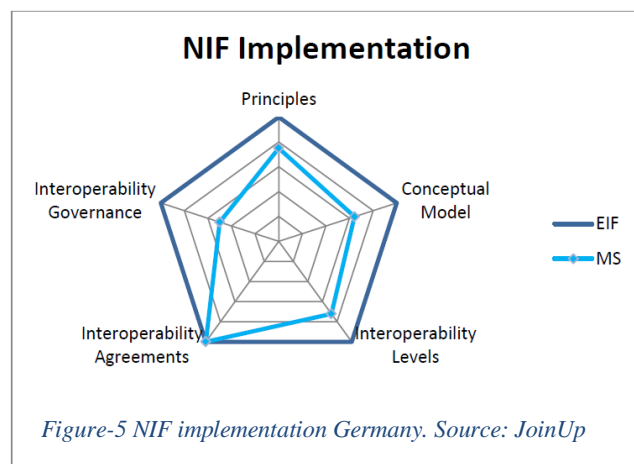 NIF Implementation
Principles
Interoperability
Governance
Conceptual
Model
EIF
MS
Interoperability
Agreements
Interoperability
Levels
Figure-5 NIF implementation Germany. Source: JoinUp